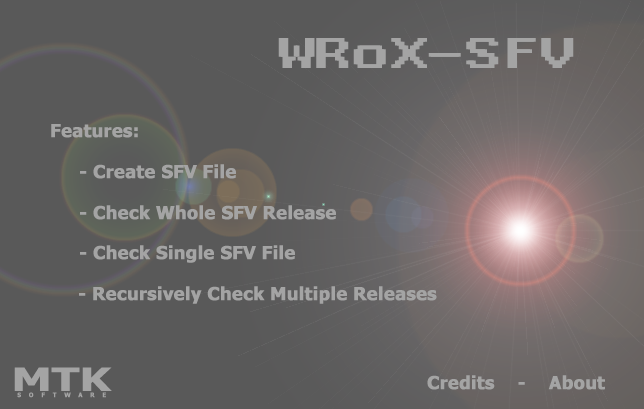 WRoX-SFV
Features:
- Create SFV File
- Check Whole SFV Release
- Check Single SFV File
- Recursively Check Multiple Releases
MTK
SOFTWARE
Credits - About